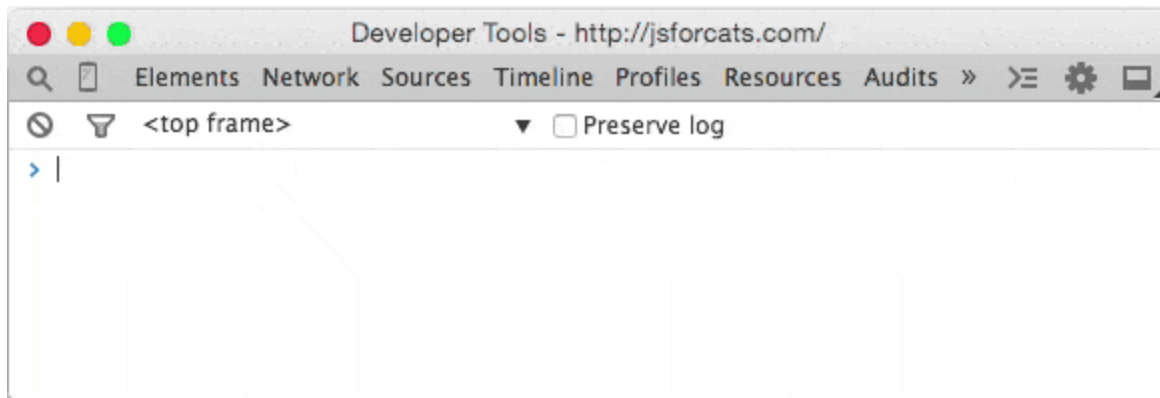 Developer Tools - http://jsforcats.com/
Elements Network Sources Timeline Profiles Resources Audits »
<top frame> ▼ Preserve log
>